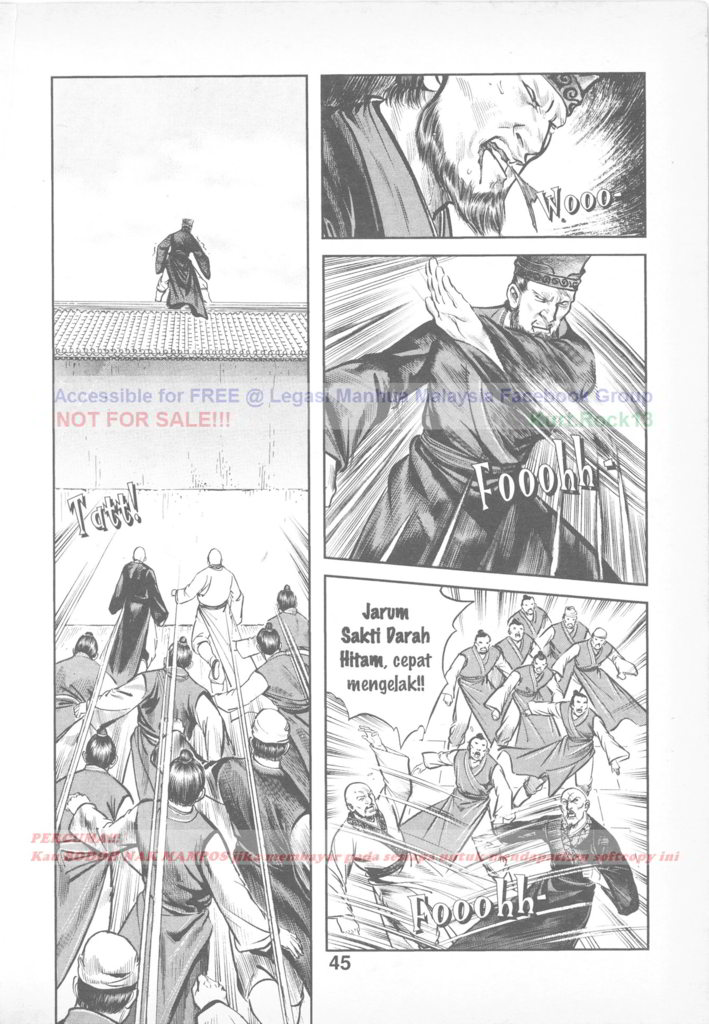 Wooo-
Accessible for FREE @ Legasi Manhua Malaysia Facebook Group
NOT FOR SALE!!!
Fooohh-
Tatt!
Jarum
Sakti Darah
Hitam, cepat
mengelak!!
PERCUMA!!
Fooohh-
45